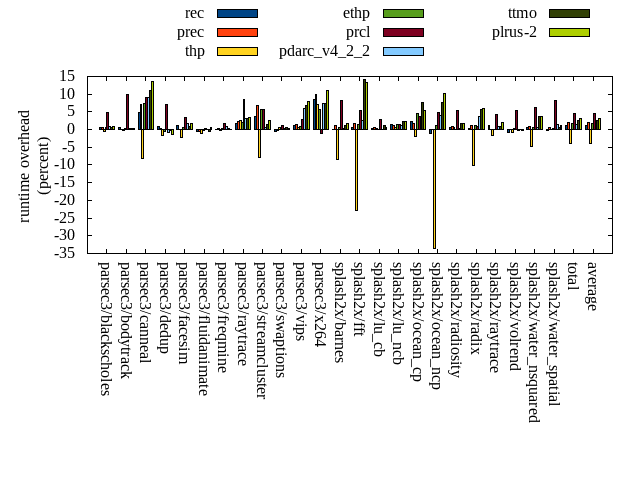 rec ethp ttmo
prec prcl plrus-2
thp pdarc_v4_2_2
runtime overhead
(percent)
15
10
5
0
-5
-10
-15
-20
-25
-30
-35
parsec3/blackscholes
parsec3/bodytrack
parsec3/canneal
parsec3/dedup
parsec3/facesim
parsec3/fluidanimate
parsec3/freqmine
parsec3/raytrace
parsec3/streamcluster
parsec3/swaptions
parsec3/vips
parsec3/x264
splash2x/barnes
splash2x/fft
splash2x/lu_cb
splash2x/lu_ncb
splash2x/ocean_cp
splash2x/ocean_ncp
splash2x/radiosity
splash2x/radix
splash2x/raytrace
splash2x/volrend
splash2x/water_nsquared
splash2x/water_spatial
total
average